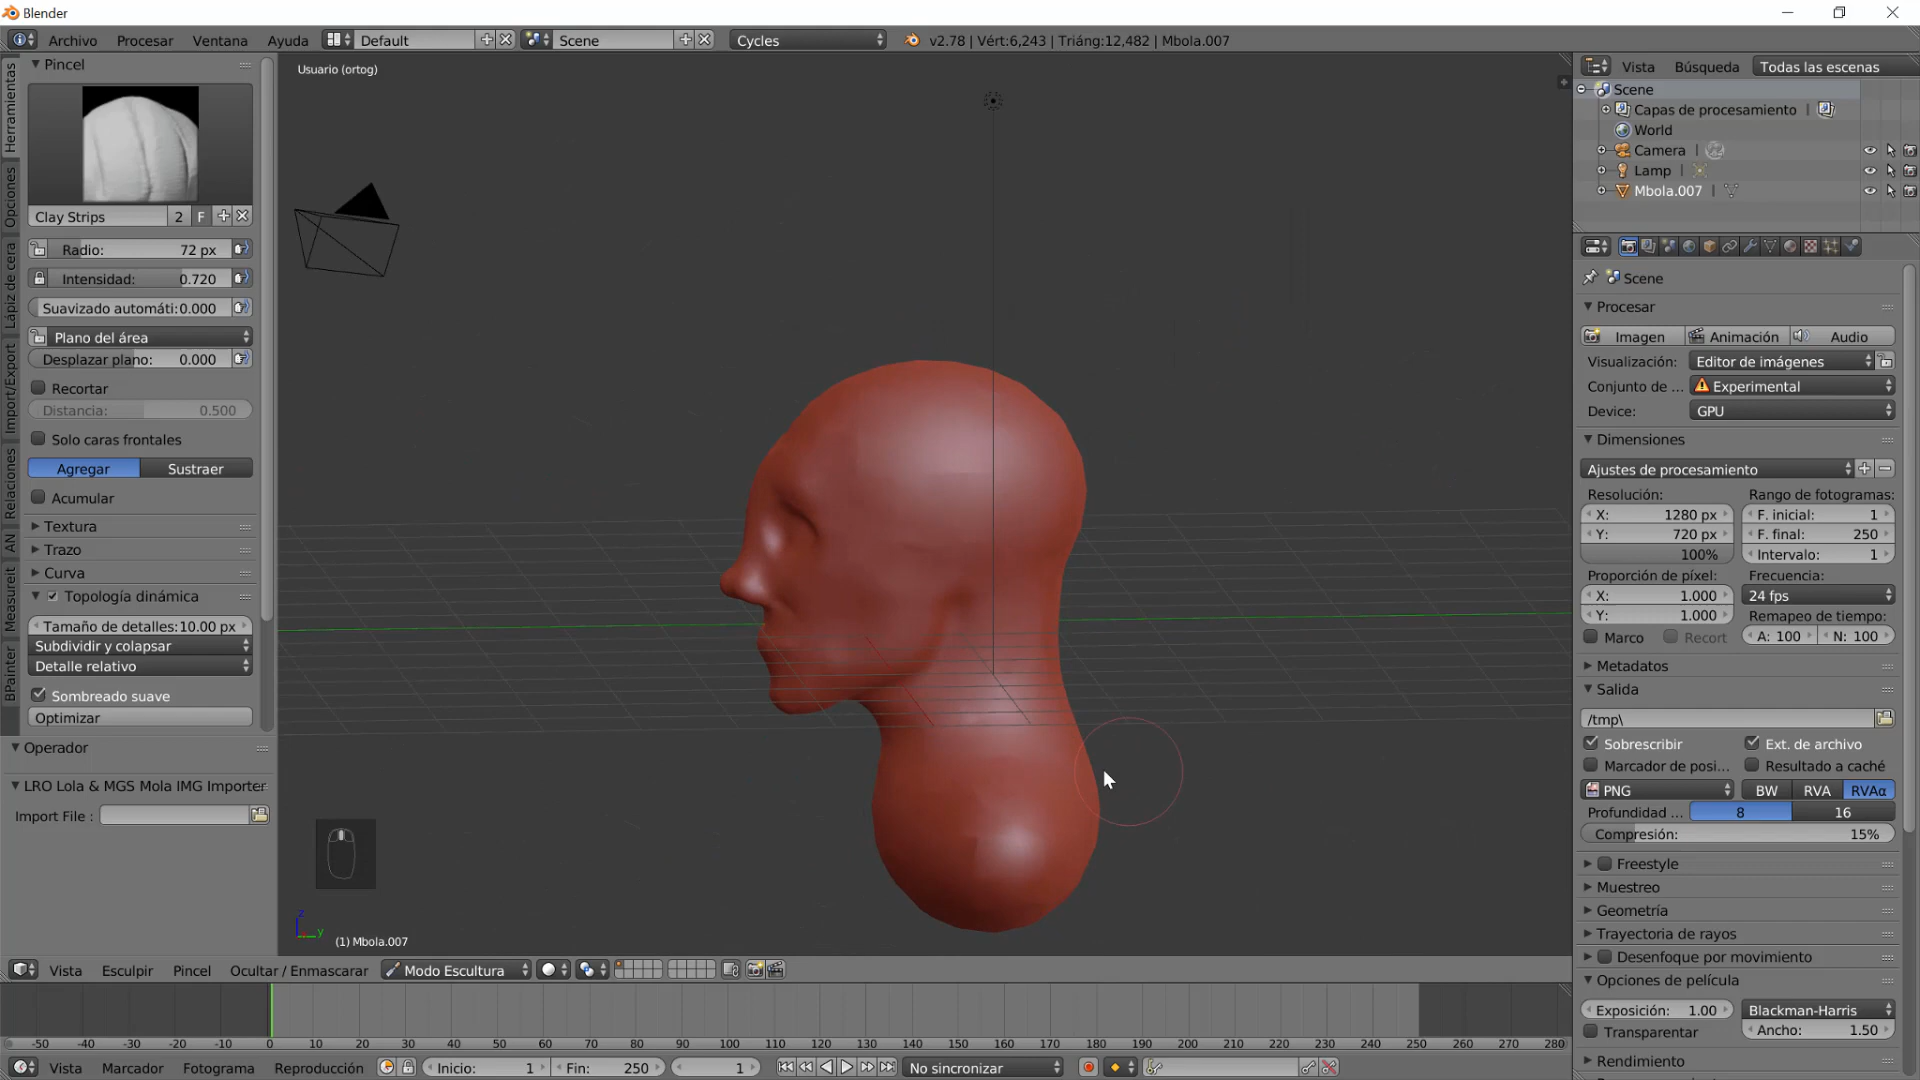 Blender
Archivo Procesar Ventana Ayuda Default Scene Cycles v2.78 | Vért:6,243 | Triáng:12,482 | Mbola.007
Pincel
Usuario (ortog)
Vista Búsqueda Todas las escenas
Scene
Capas de procesamiento |
World
Camera |
Lamp |
Mbola.007 |
Herramientas
Opciones
Lápiz de cera
Import/Export
Relaciones
AN
Measureit
BPainter
Clay Strips 2 F
Radio: 72 px
Intensidad: 0.720
Suavizado automáti: 0.000
Plano del área
Desplazar plano: 0.000
Recortar
Distancia: 0.500
Solo caras frontales
Agregar Sustraer
Acumular
Textura
Trazo
Curva
Topología dinámica
Tamaño de detalles: 10.00 px
Subdividir y colapsar
Detalle relativo
Sombreado suave
Optimizar
Operador
LRO Lola & MGS Mola IMG Importer
Import File :
z
y
(1) Mbola.007
Scene
Procesar
Imagen Animación Audio
Visualización: Editor de imágenes
Conjunto de ... Experimental
Device: GPU
Dimensiones
Ajustes de procesamiento
Resolución: Rango de fotogramas:
X: 1280 px F. inicial: 1
Y: 720 px F. final: 250
100% Intervalo: 1
Proporción de píxel: Frecuencia:
X: 1.000 24 fps
Y: 1.000 Remapeo de tiempo:
Marco Recort A: 100 N: 100
Metadatos
Salida
/tmp\
Sobrescribir Ext. de archivo
Marcador de posi... Resultado a caché
PNG BW RVA RVAα
Profundidad ... 8 16
Compresión: 15%
Freestyle
Muestreo
Geometría
Trayectoria de rayos
Desenfoque por movimiento
Opciones de película
Exposición: 1.00 Blackman-Harris
Transparentar Ancho: 1.50
Rendimiento
Vista Esculpir Pincel Ocultar / Enmascarar Modo Escultura
-50 -40 -30 -20 -10 0 10 20 30 40 50 60 70 80 90 100 110 120 130 140 150 160 170 180 190 200 210 220 230 240 250 260 270 280
Vista Marcador Fotograma Reproducción Inicio: 1 Fin: 250 1 No sincronizar